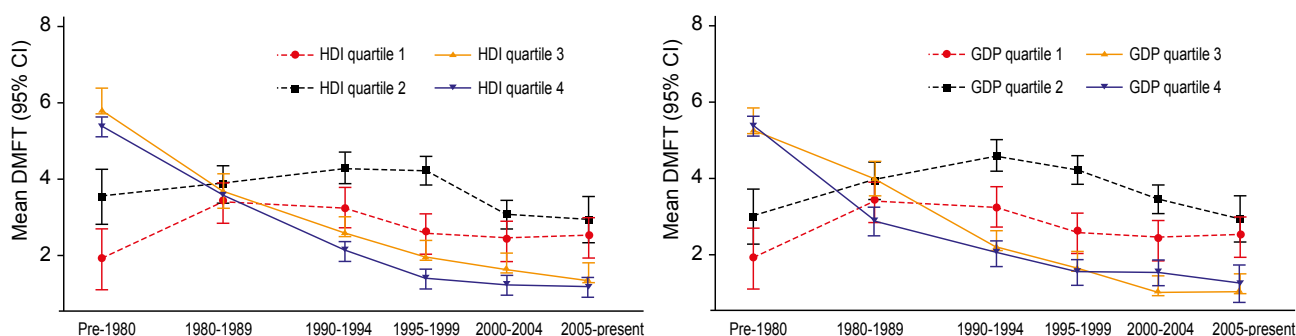 8
6
4
2
Mean DMFT (95% CI)
HDI quartile 1
HDI quartile 3
HDI quartile 2
HDI quartile 4
Pre-1980 1980-1989 1990-1994 1995-1999 2000-2004 2005-present
8
6
4
2
Mean DMFT (95% CI)
GDP quartile 1
GDP quartile 3
GDP quartile 2
GDP quartile 4
Pre-1980 1980-1989 1990-1994 1995-1999 2000-2004 2005-present